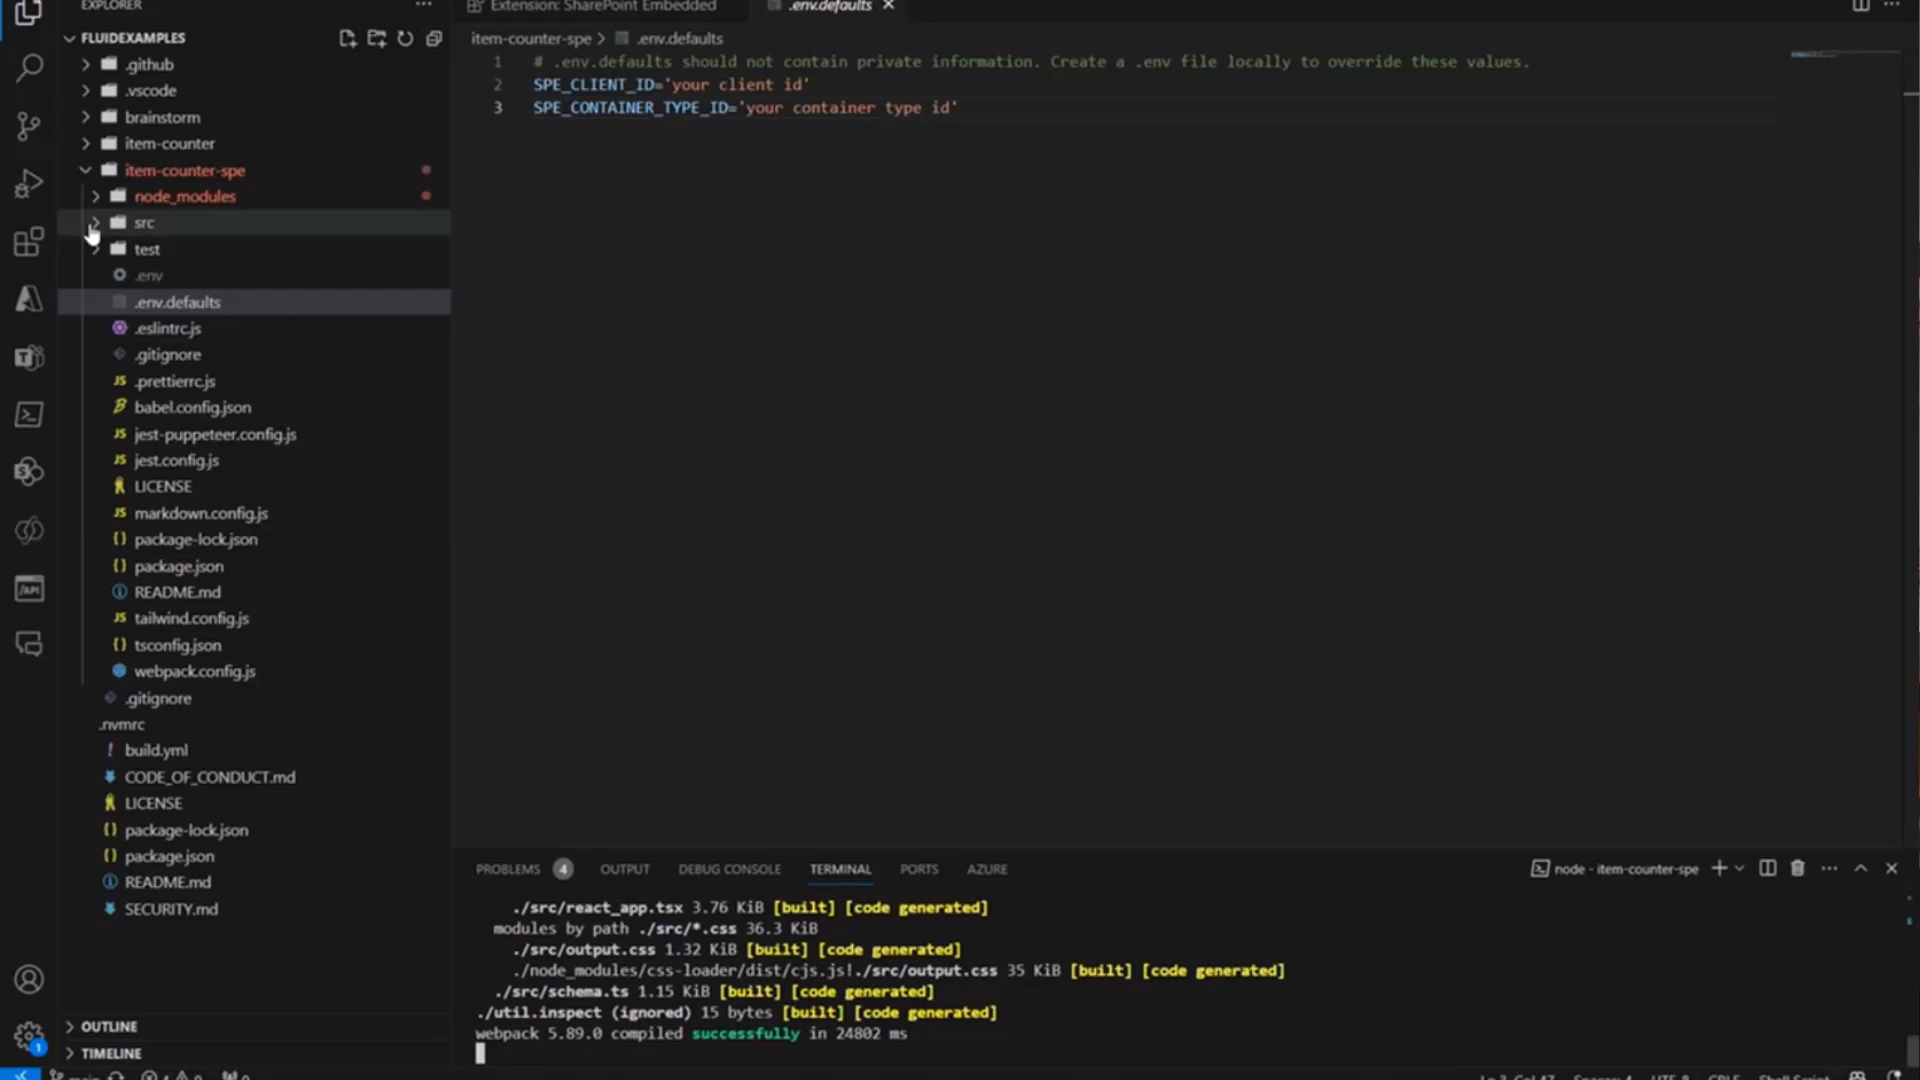 EXPLORER
Extension: SharePoint Embedded
.env.defaults
FLUIDEXAMPLES
item-counter-spe > .env.defaults
.github
.vscode
brainstorm
item-counter
item-counter-spe
node_modules
src
test
.env
.env.defaults
.eslintrc.js
.gitignore
.prettierrc.js
babel.config.json
jest-puppeteer.config.js
jest.config.js
LICENSE
markdown.config.js
package-lock.json
package.json
README.md
tailwind.config.js
tsconfig.json
webpack.config.js
.gitignore
.nvmrc
build.yml
CODE_OF_CONDUCT.md
LICENSE
package-lock.json
package.json
README.md
SECURITY.md
OUTLINE
TIMELINE
1 # .env.defaults should not contain private information. Create a .env file locally to override these values.
2 SPE_CLIENT_ID='your client id'
3 SPE_CONTAINER_TYPE_ID='your container type id'
PROBLEMS 4 OUTPUT DEBUG CONSOLE TERMINAL PORTS AZURE
node - item-counter-spe
./src/react_app.tsx 3.76 KiB [built] [code generated]
modules by path ./src/*.css 36.3 KiB
./src/output.css 1.32 KiB [built] [code generated]
./node_modules/css-loader/dist/cjs.js!./src/output.css 35 KiB [built] [code generated]
./src/schema.ts 1.15 KiB [built] [code generated]
./util.inspect (ignored) 15 bytes [built] [code generated]
webpack 5.89.0 compiled successfully in 24802 ms